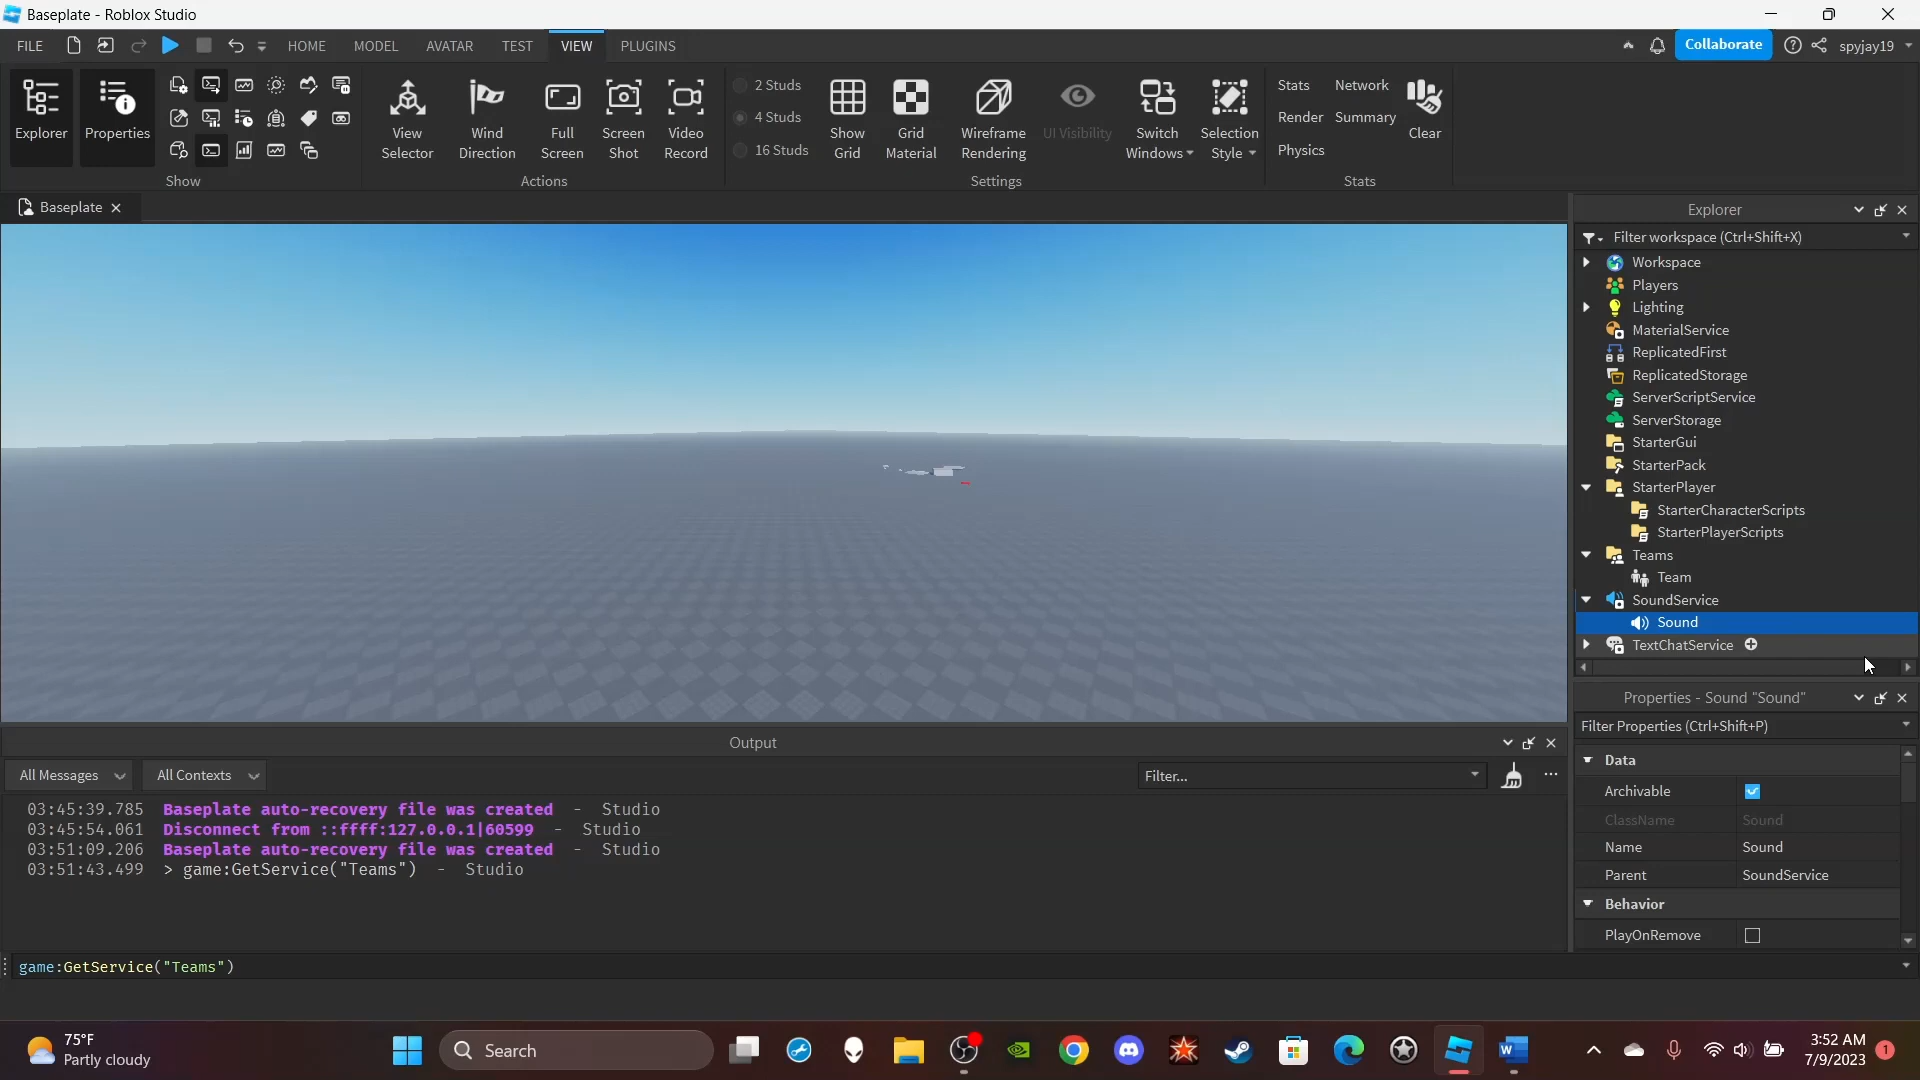 Baseplate - Roblox Studio
FILE HOME MODEL AVATAR TEST VIEW PLUGINS Collaborate spyjay19
Explorer Properties
Show
View Selector
Wind Direction
Full Screen
Screen Shot
Video Record
Actions
2 Studs
4 Studs
16 Studs
Show Grid
Grid Material
Wireframe Rendering
UI Visibility
Switch Windows
Selection Style
Settings
Stats Network
Render Summary
Physics
Clear
Stats
Baseplate
Explorer
Filter workspace (Ctrl+Shift+X)
Workspace
Players
Lighting
MaterialService
ReplicatedFirst
ReplicatedStorage
ServerScriptService
ServerStorage
StarterGui
StarterPack
StarterPlayer
StarterCharacterScripts
StarterPlayerScripts
Teams
Team
SoundService
Sound
TextChatService
Properties - Sound "Sound"
Filter Properties (Ctrl+Shift+P)
Data
Archivable
ClassName Sound
Name Sound
Parent SoundService
Behavior
PlayOnRemove
Output
All Messages All Contexts Filter...
03:45:39.785 Baseplate auto-recovery file was created - Studio
03:45:54.061 Disconnect from ::ffff:127.0.0.1|60599 - Studio
03:51:09.206 Baseplate auto-recovery file was created - Studio
03:51:43.499 > game:GetService("Teams") - Studio
game:GetService("Teams")
75°F
Partly cloudy
Search
3:52 AM
7/9/2023
1